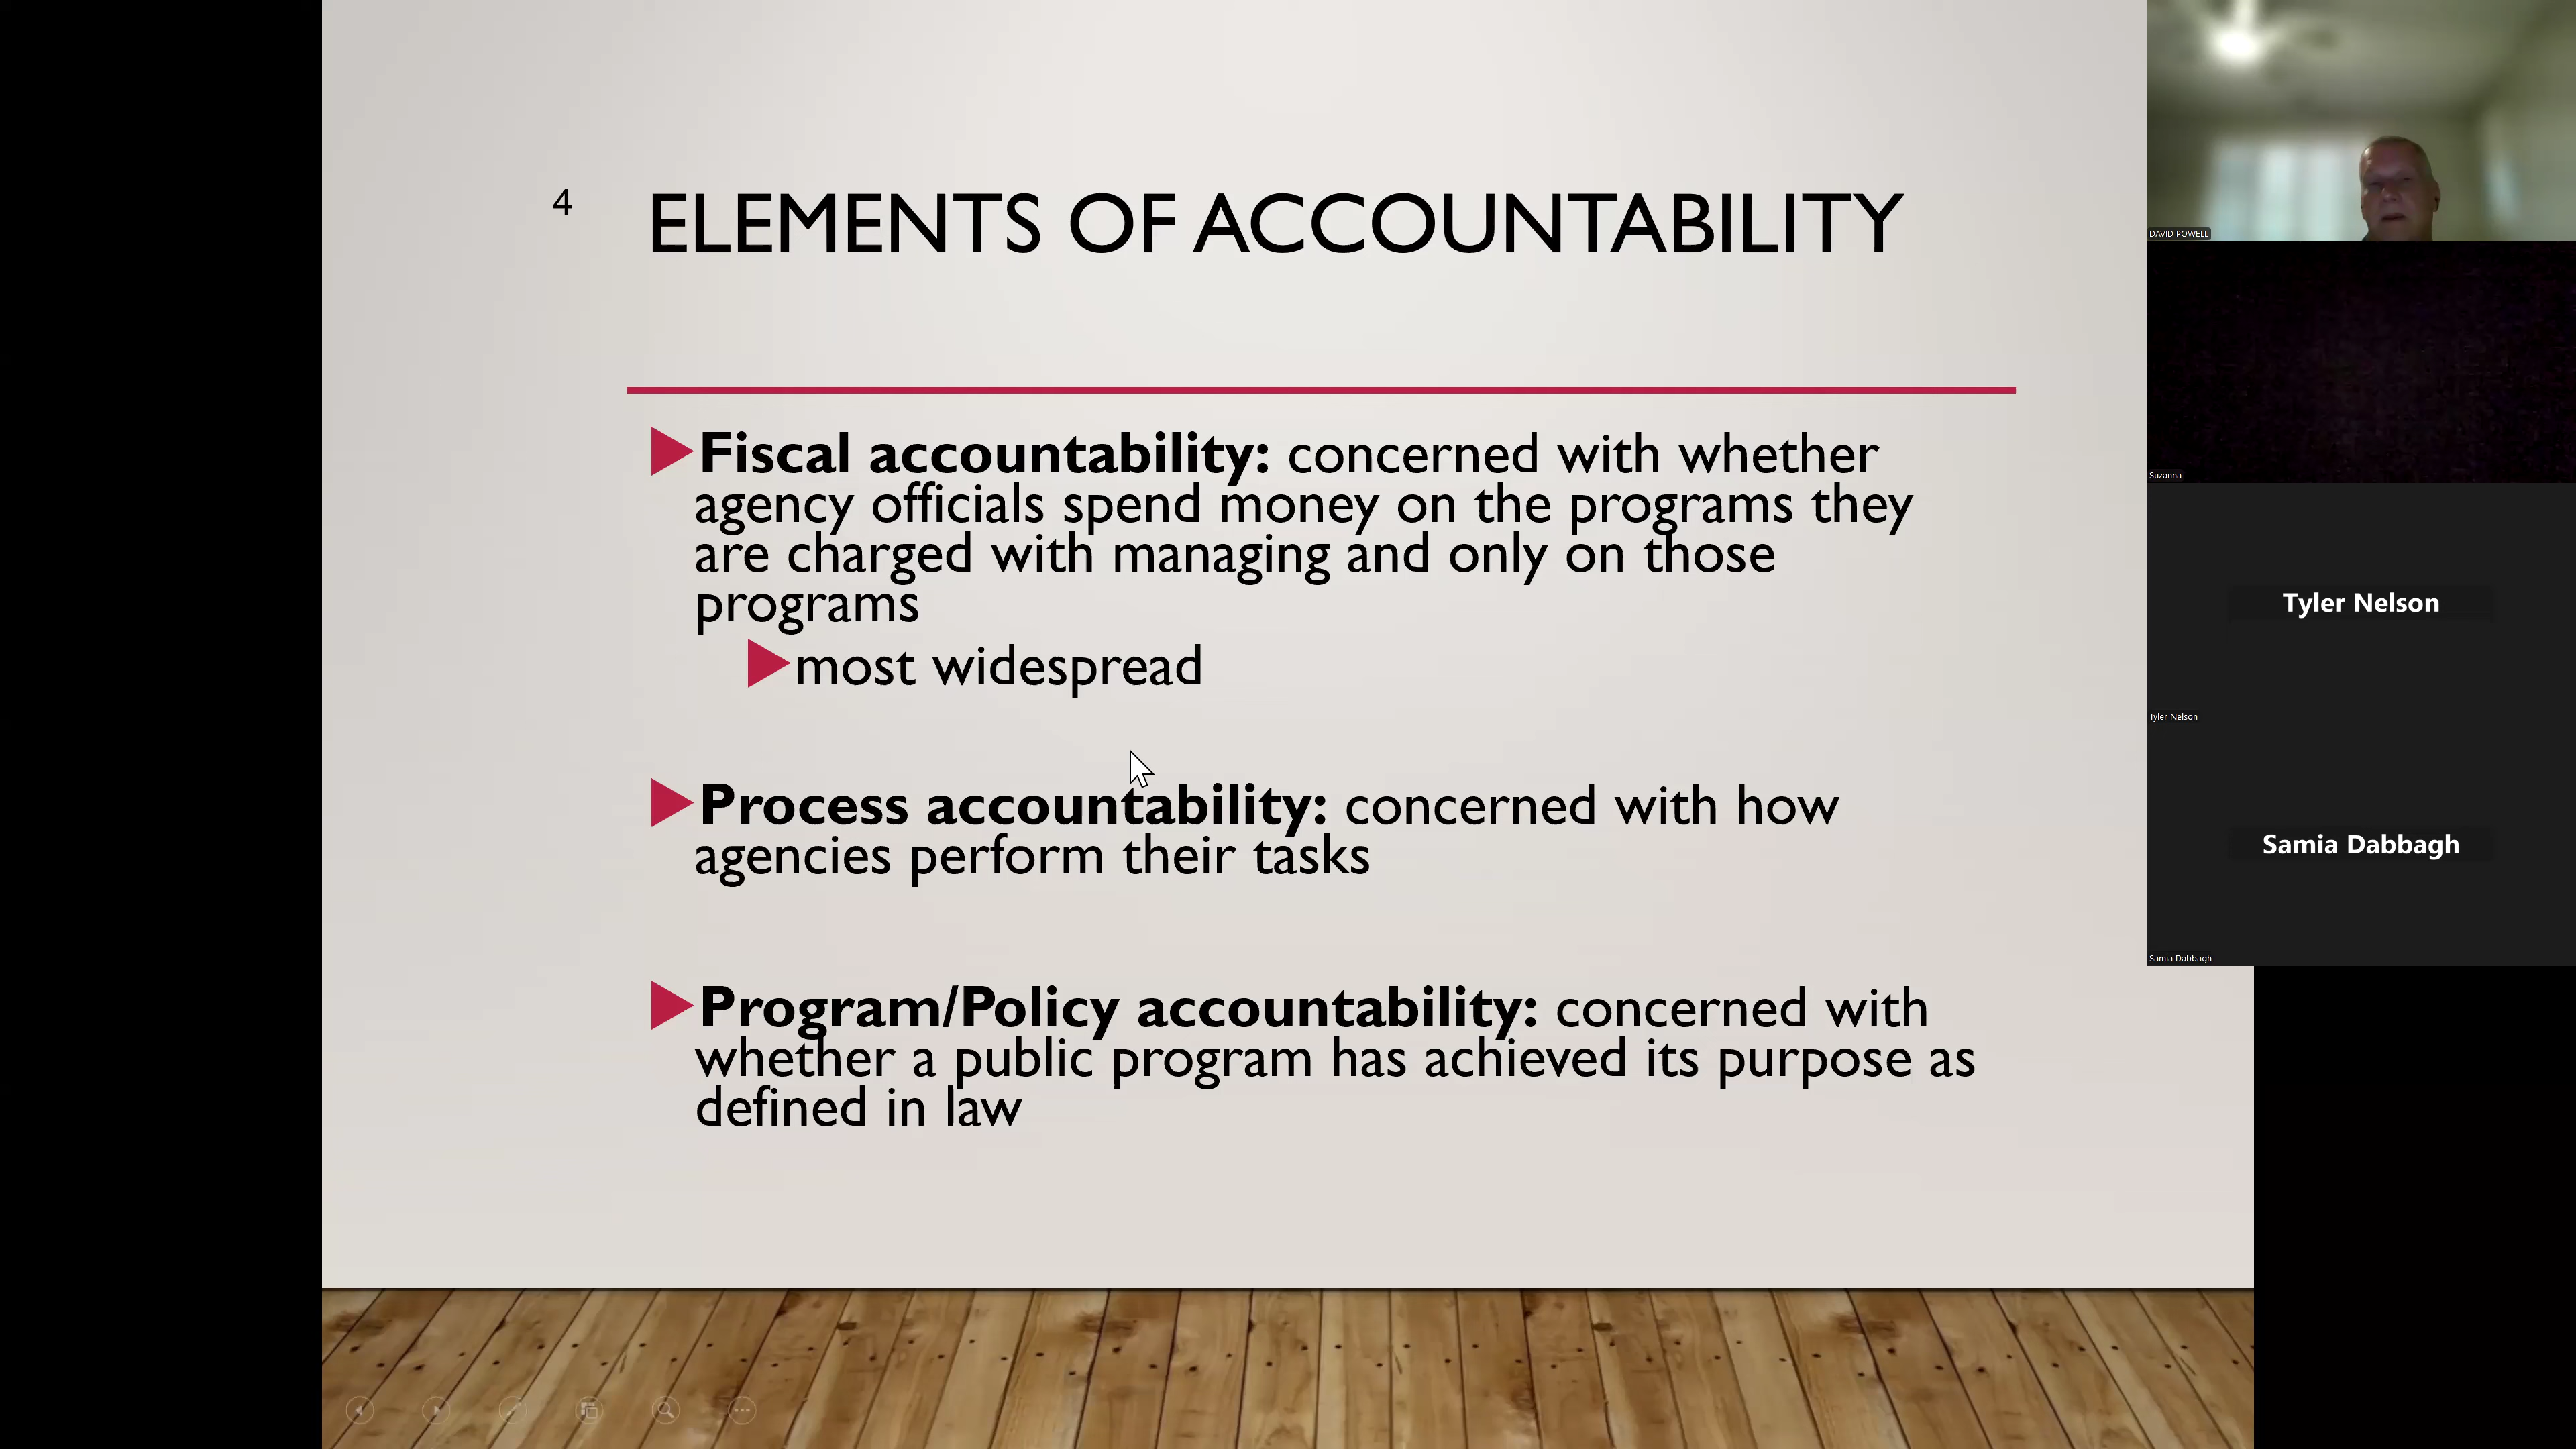 4
ELEMENTS OF ACCOUNTABILITY
Fiscal accountability: concerned with whether
agency officials spend money on the programs they
are charged with managing and only on those
programs
most widespread
Process accountability: concerned with how
agencies perform their tasks
Program/Policy accountability: concerned with
whether a public program has achieved its purpose as
defined in law
DAVID POWELL
Suzanna
Tyler Nelson
Tyler Nelson
Samia Dabbagh
Samia Dabbagh